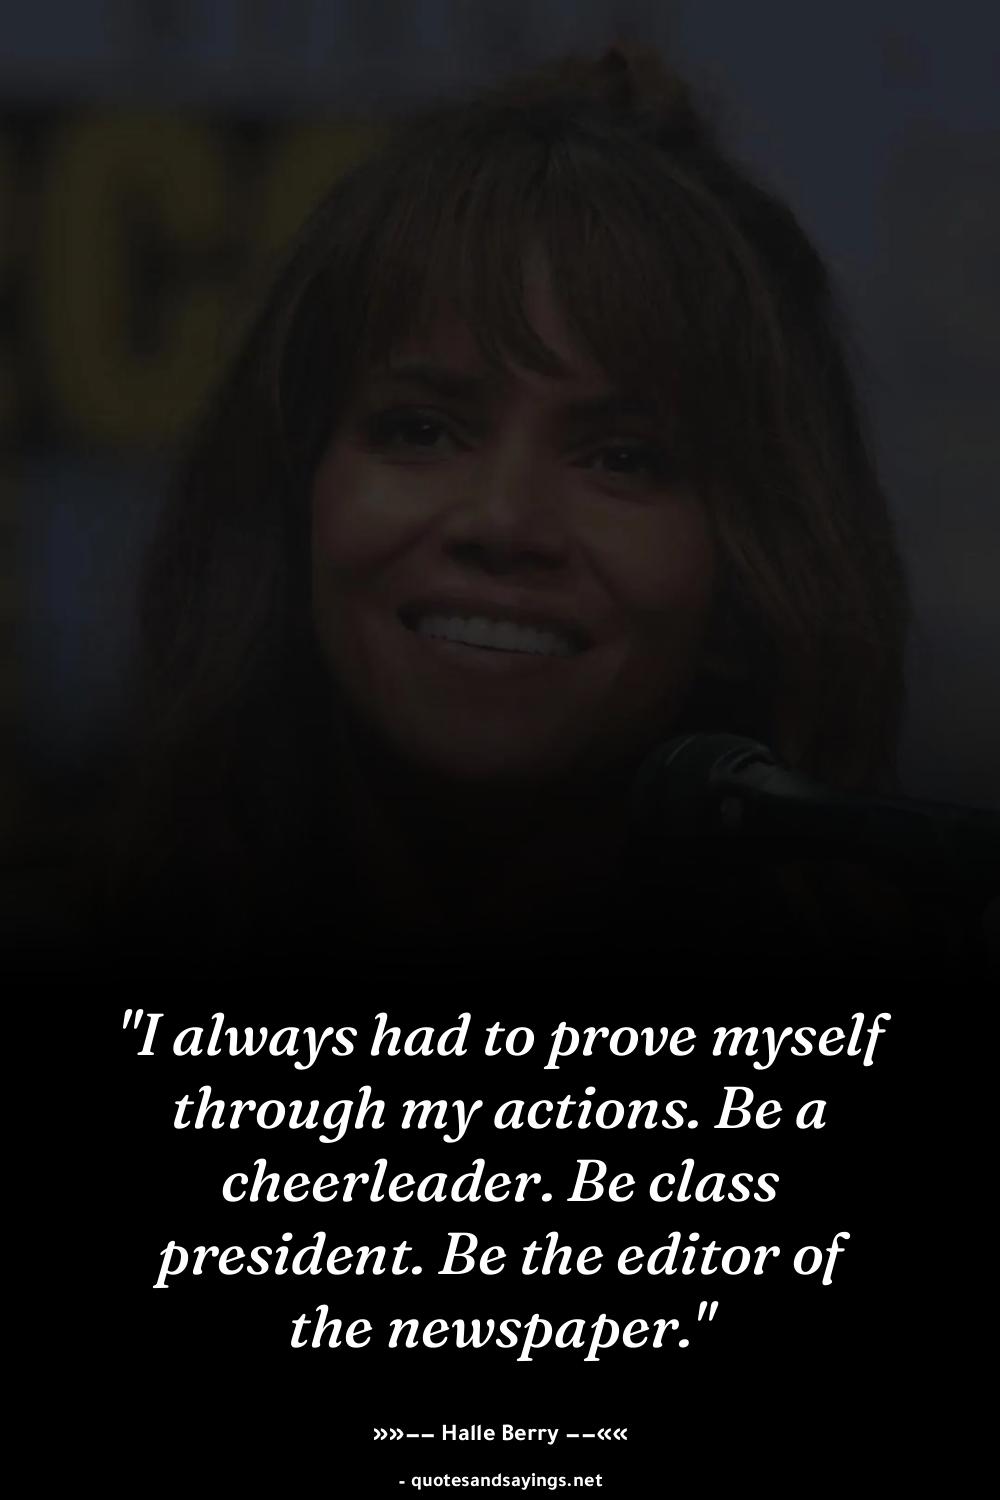 "I always had to prove myself
through my actions. Be a
cheerleader. Be class
president. Be the editor of
the newspaper."
»»–– Halle Berry ––««
- quotesandsayings.net